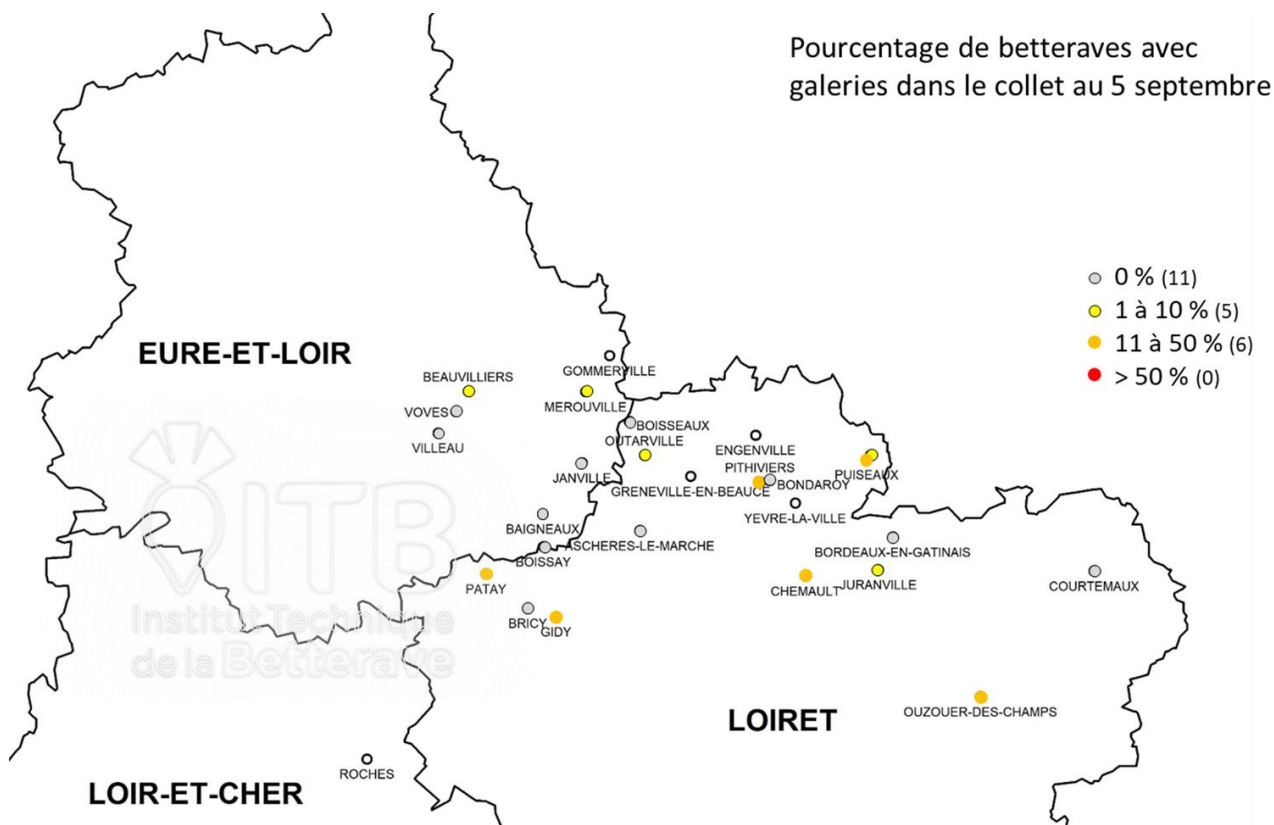 Pourcentage de betteraves avec
galeries dans le collet au 5 septembre
0 % (11)
1 à 10 % (5)
11 à 50 % (6)
> 50 % (0)
EURE-ET-LOIR
GOMMERVILLE
BEAUVILLIERS
MEROUVILLE
VOVES
BOISSEAUX
OUTARVILLE
VILLEAU
ENGENVILLE
PITHIVIERS
PUISEAUX
JANVILLE
GRENEVILLE-EN-BEAUCE
BONDAROY
YEVRE-LA-VILLE
BAIGNEAUX
ASCHERES-LE-MARCHE
BORDEAUX-EN-GATINAIS
BOISSAY
PATAY
CHEMAULT
JURANVILLE
COURTEMAUX
BRICY
GIDY
ITB
Institut Technique
de la Betterave
OUZOUER-DES-CHAMPS
LOIRET
ROCHES
LOIR-ET-CHER